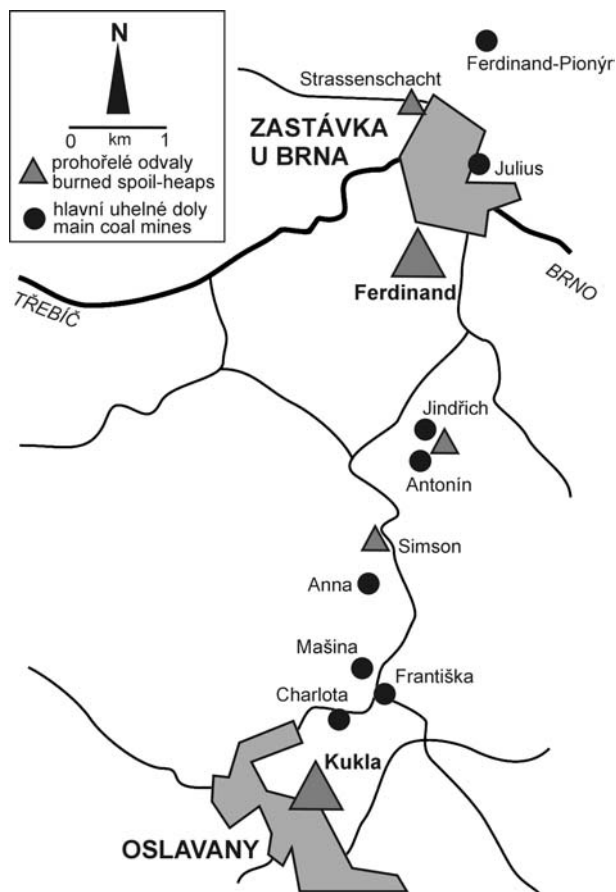 N
0 km 1
prohořelé odvaly
burned spoil-heaps
hlavní uhelné doly
main coal mines
Ferdinand-Pionýr
Strassenschacht
ZASTÁVKA
U BRNA
Julius
Ferdinand
BRNO
TŘEBÍČ
Jindřich
Antonín
Simson
Anna
Mašina
Františka
Charlota
Kukla
OSLAVANY